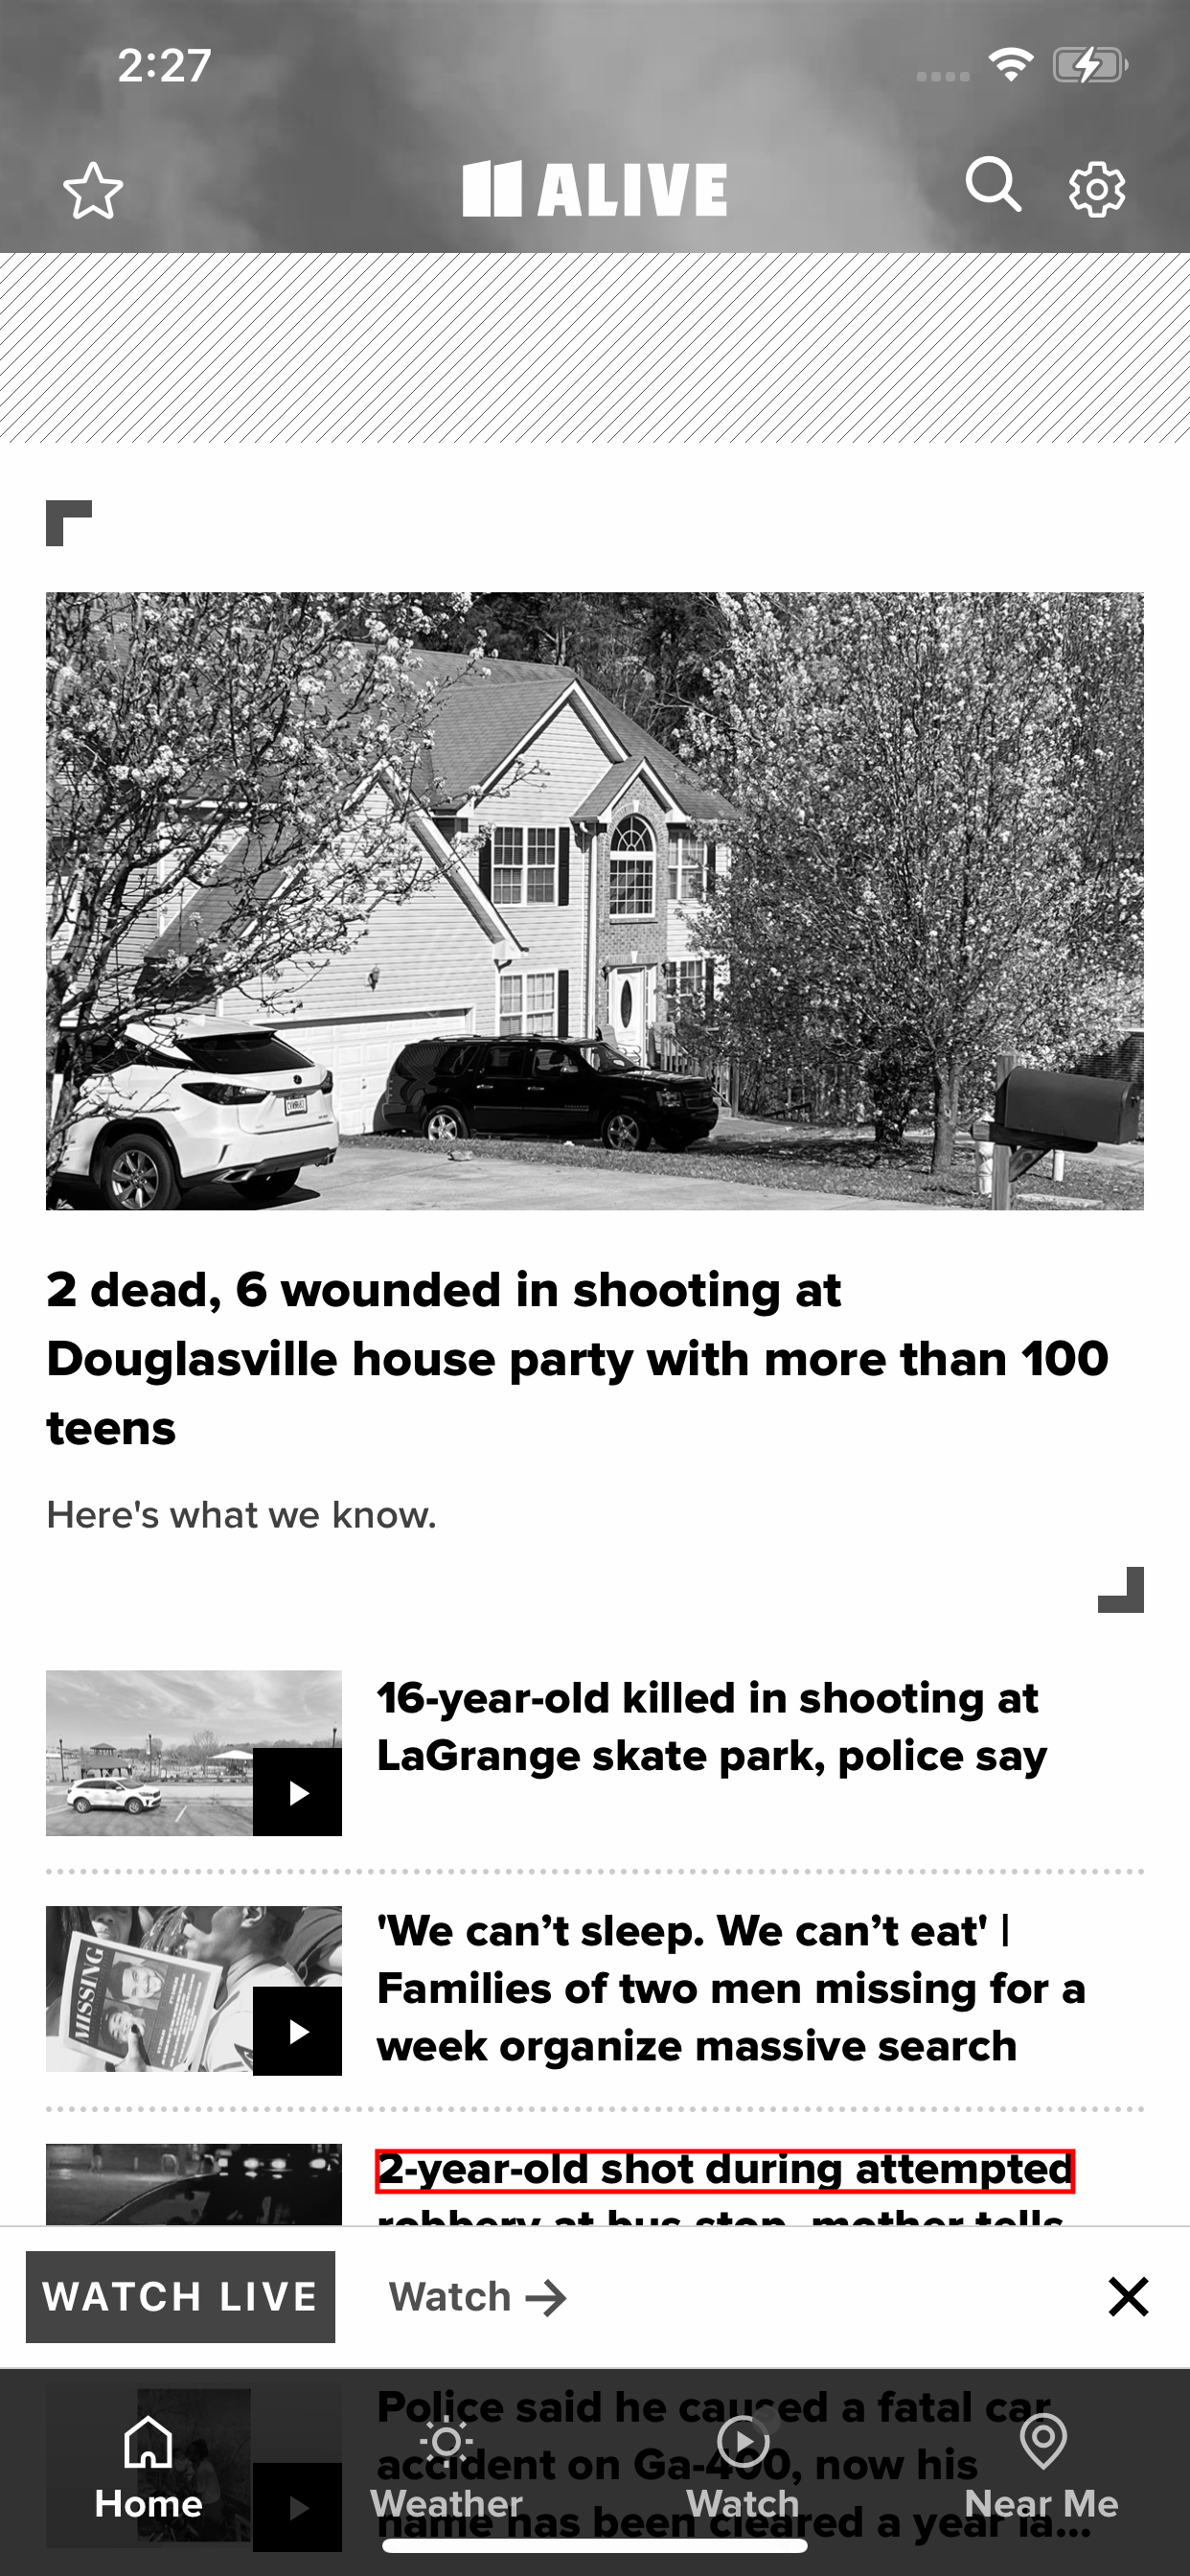 2:27
11 ALIVE
2 dead, 6 wounded in shooting at
Douglasville house party with more than 100
teens
Here's what we know.
16-year-old killed in shooting at
LaGrange skate park, police say
'We can’t sleep. We can’t eat' |
Families of two men missing for a
week organize massive search
MISSING
2-year-old shot during attempted
robbery at bus stop, mother tells
WATCH LIVE
Watch →
Police said he caused a fatal car
accident on Ga-400, now his
name has been cleared a year la...
Home
Weather
Watch
Near Me